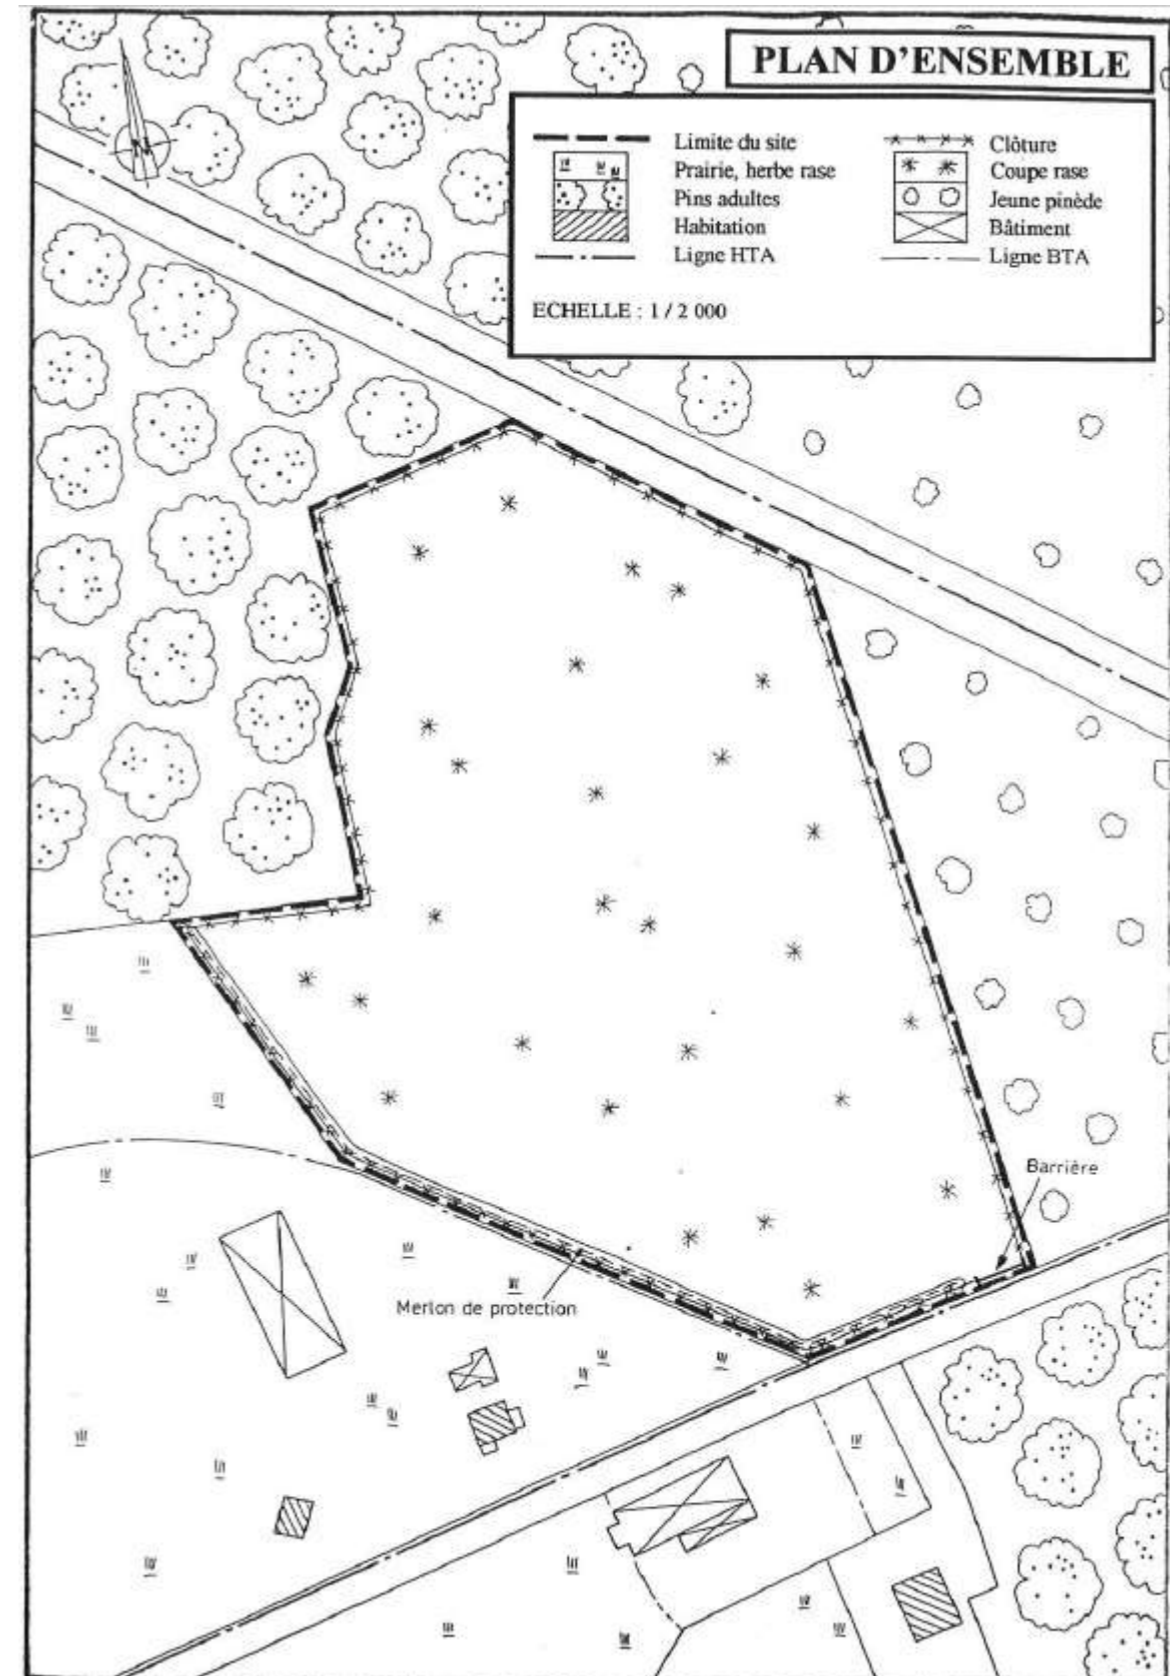 PLAN D'ENSEMBLE
Limite du site
Prairie, herbe rase
Pins adultes
Habitation
Ligne HTA
Clôture
Coupe rase
Jeune pinède
Bâtiment
Ligne BTA
ECHELLE : 1 / 2 000
N
Barrière
Merlon de protection